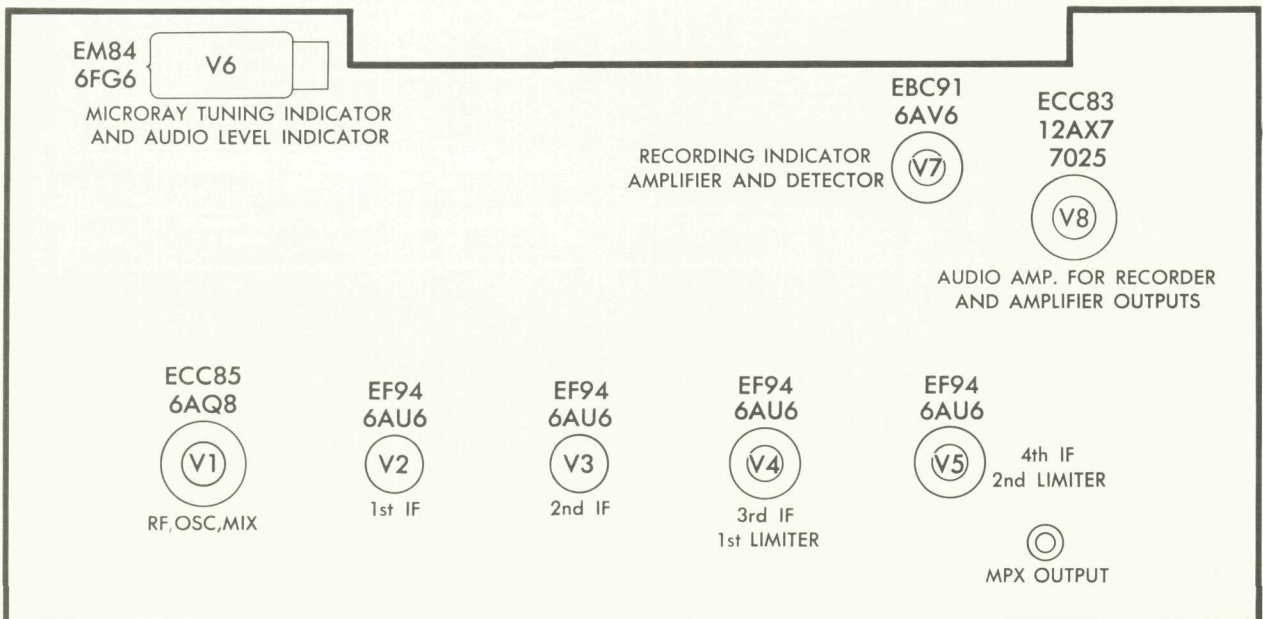 EM84
6FG6
V6
MICRORAY TUNING INDICATOR
AND AUDIO LEVEL INDICATOR
EBC91
6AV6
RECORDING INDICATOR
AMPLIFIER AND DETECTOR
V7
ECC83
12AX7
7025
V8
AUDIO AMP. FOR RECORDER
AND AMPLIFIER OUTPUTS
ECC85
6AQ8
V1
RF,OSC,MIX
EF94
6AU6
V2
1st IF
EF94
6AU6
V3
2nd IF
EF94
6AU6
V4
3rd IF
1st LIMITER
EF94
6AU6
V5
4th IF
2nd LIMITER
MPX OUTPUT